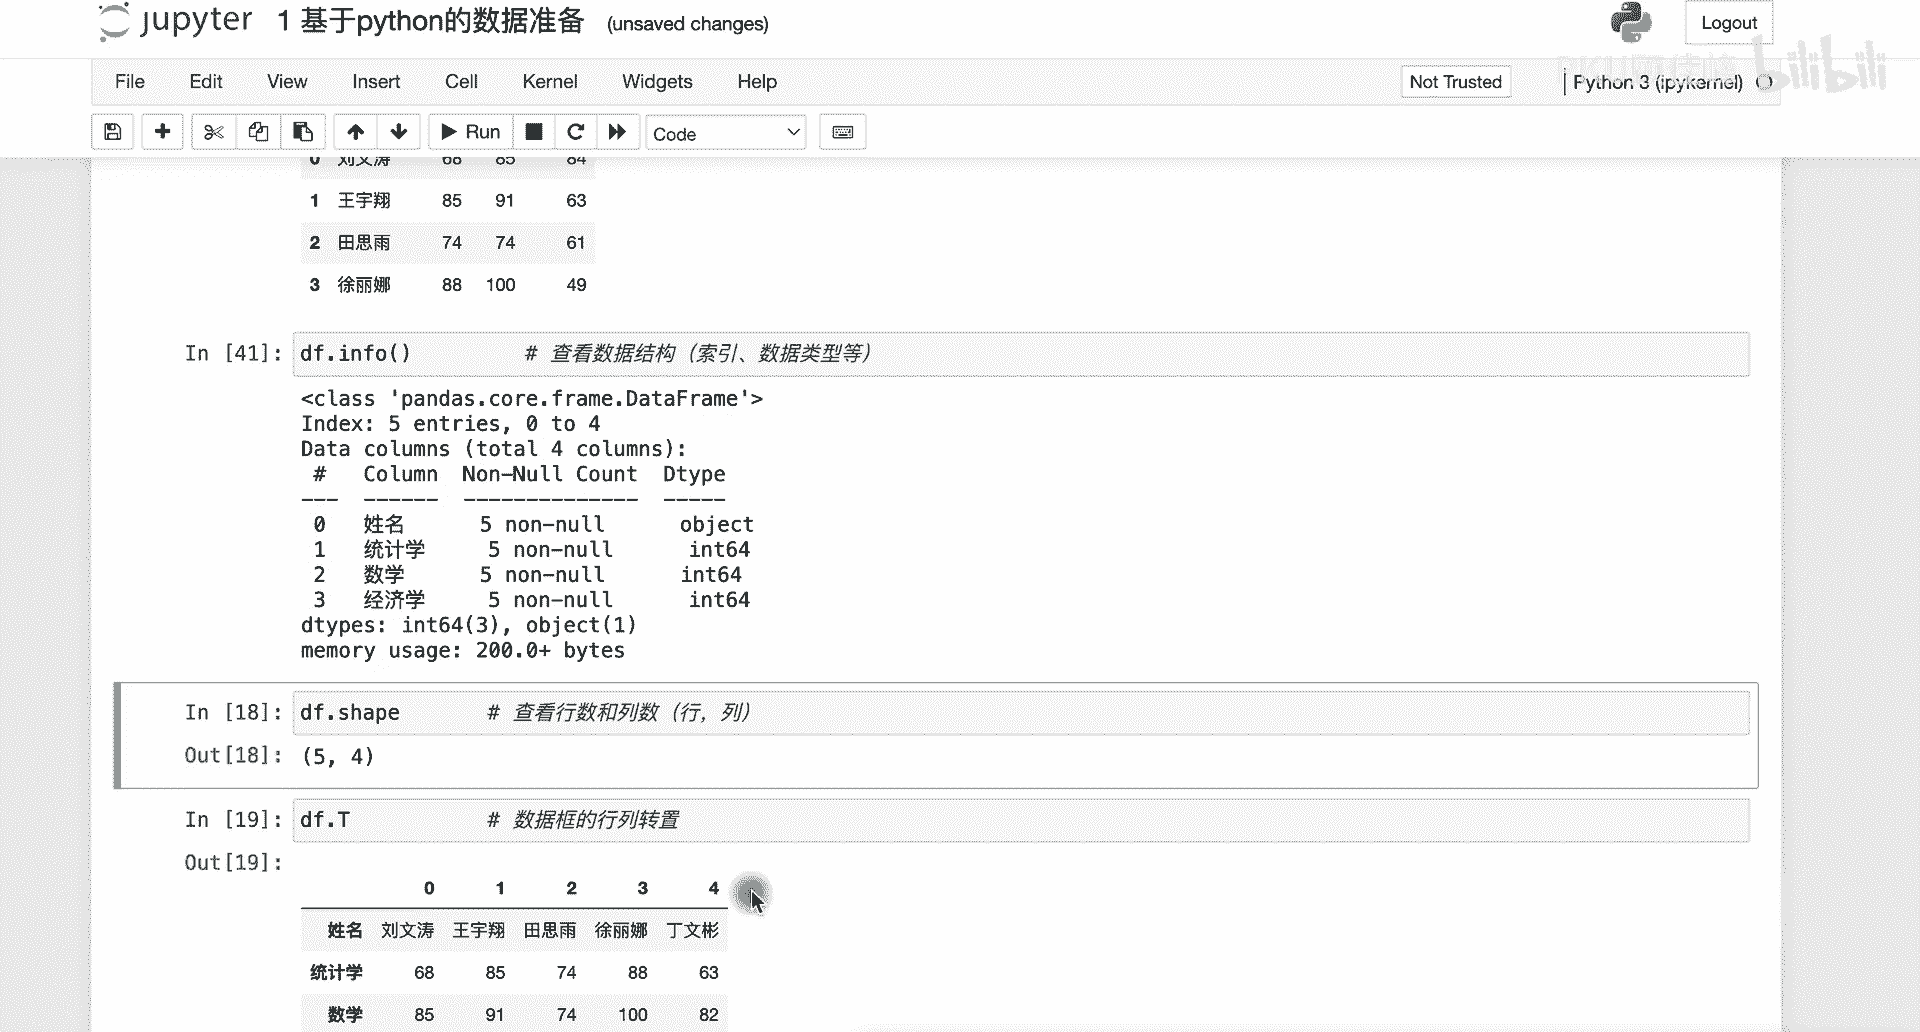 jupyter 1 基于python的数据准备 (unsaved changes) Logout
File Edit View Insert Cell Kernel Widgets Help Not Trusted Python 3 (ipykernel)
bilibili
Run Code
0 刘文涛 68 85 84
1 王宇翔 85 91 63
2 田思雨 74 74 61
3 徐丽娜 88 100 49
In [41]: df.info() # 查看数据结构（索引、数据类型等）
<class 'pandas.core.frame.DataFrame'>
Index: 5 entries, 0 to 4
Data columns (total 4 columns):
# Column Non-Null Count Dtype
--- ------ -------------- -----
0 姓名 5 non-null object
1 统计学 5 non-null int64
2 数学 5 non-null int64
3 经济学 5 non-null int64
dtypes: int64(3), object(1)
memory usage: 200.0+ bytes
In [18]: df.shape # 查看行数和列数（行，列）
Out[18]: (5, 4)
In [19]: df.T # 数据框的行列转置
Out[19]:
0 1 2 3 4
姓名 刘文涛 王宇翔 田思雨 徐丽娜 丁文彬
统计学 68 85 74 88 63
数学 85 91 74 100 82